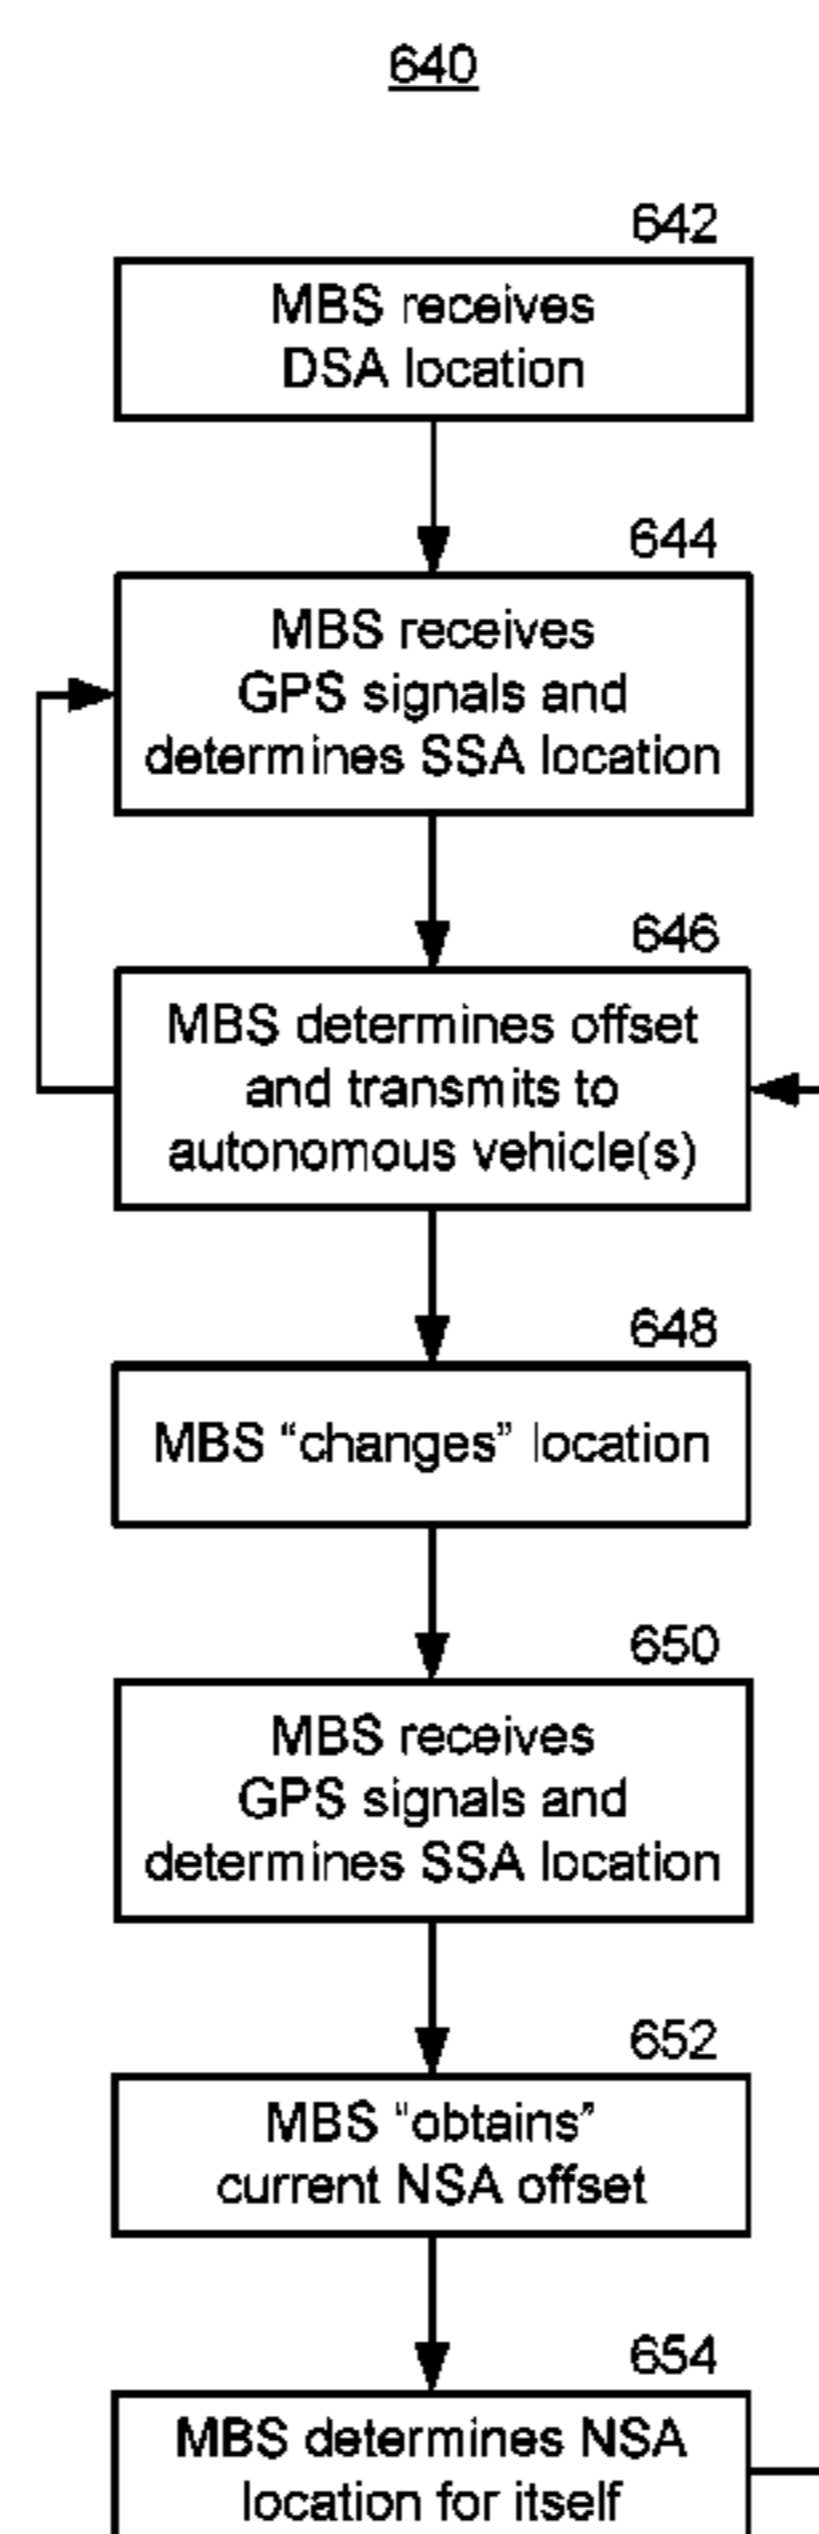 640
642
MBS receives
DSA location
644
MBS receives
GPS signals and
determines SSA location
646
MBS determines offset
and transmits to
autonomous vehicle(s)
648
MBS “changes” location
650
MBS receives
GPS signals and
determines SSA location
652
MBS “obtains”
current NSA offset
654
MBS determines NSA
location for itself